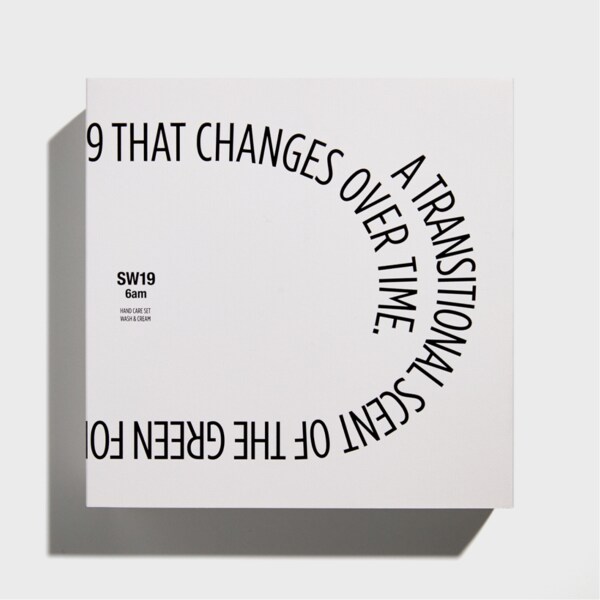 A TRANSITIONAL SCENT OF THE GREEN FO
9 THAT CHANGES OVER TIME.
SW19
6am
HAND CARE SET
WASH & CREAM